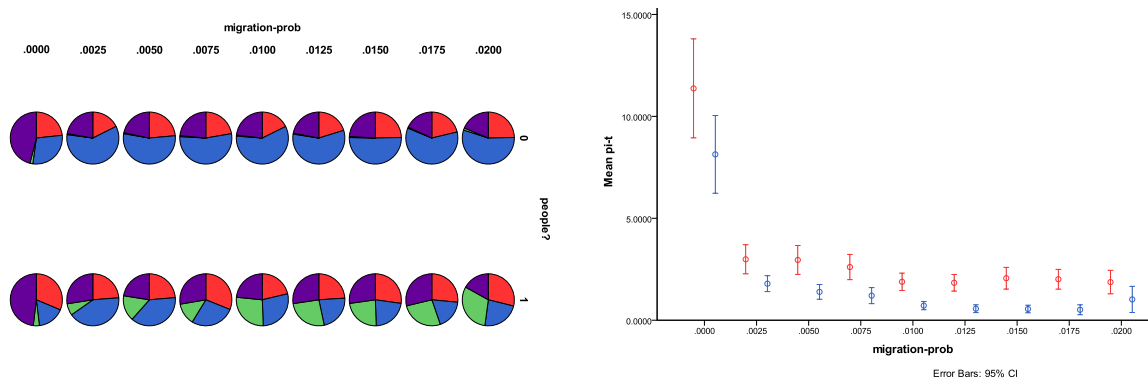 migration-prob
.0000 .0025 .0050 .0075 .0100 .0125 .0150 .0175 .0200
0
people?
1
15.0000
10.0000
5.0000
0.0000
Mean pi-t
.0000 .0025 .0050 .0075 .0100 .0125 .0150 .0175 .0200
migration-prob
Error Bars: 95% CI